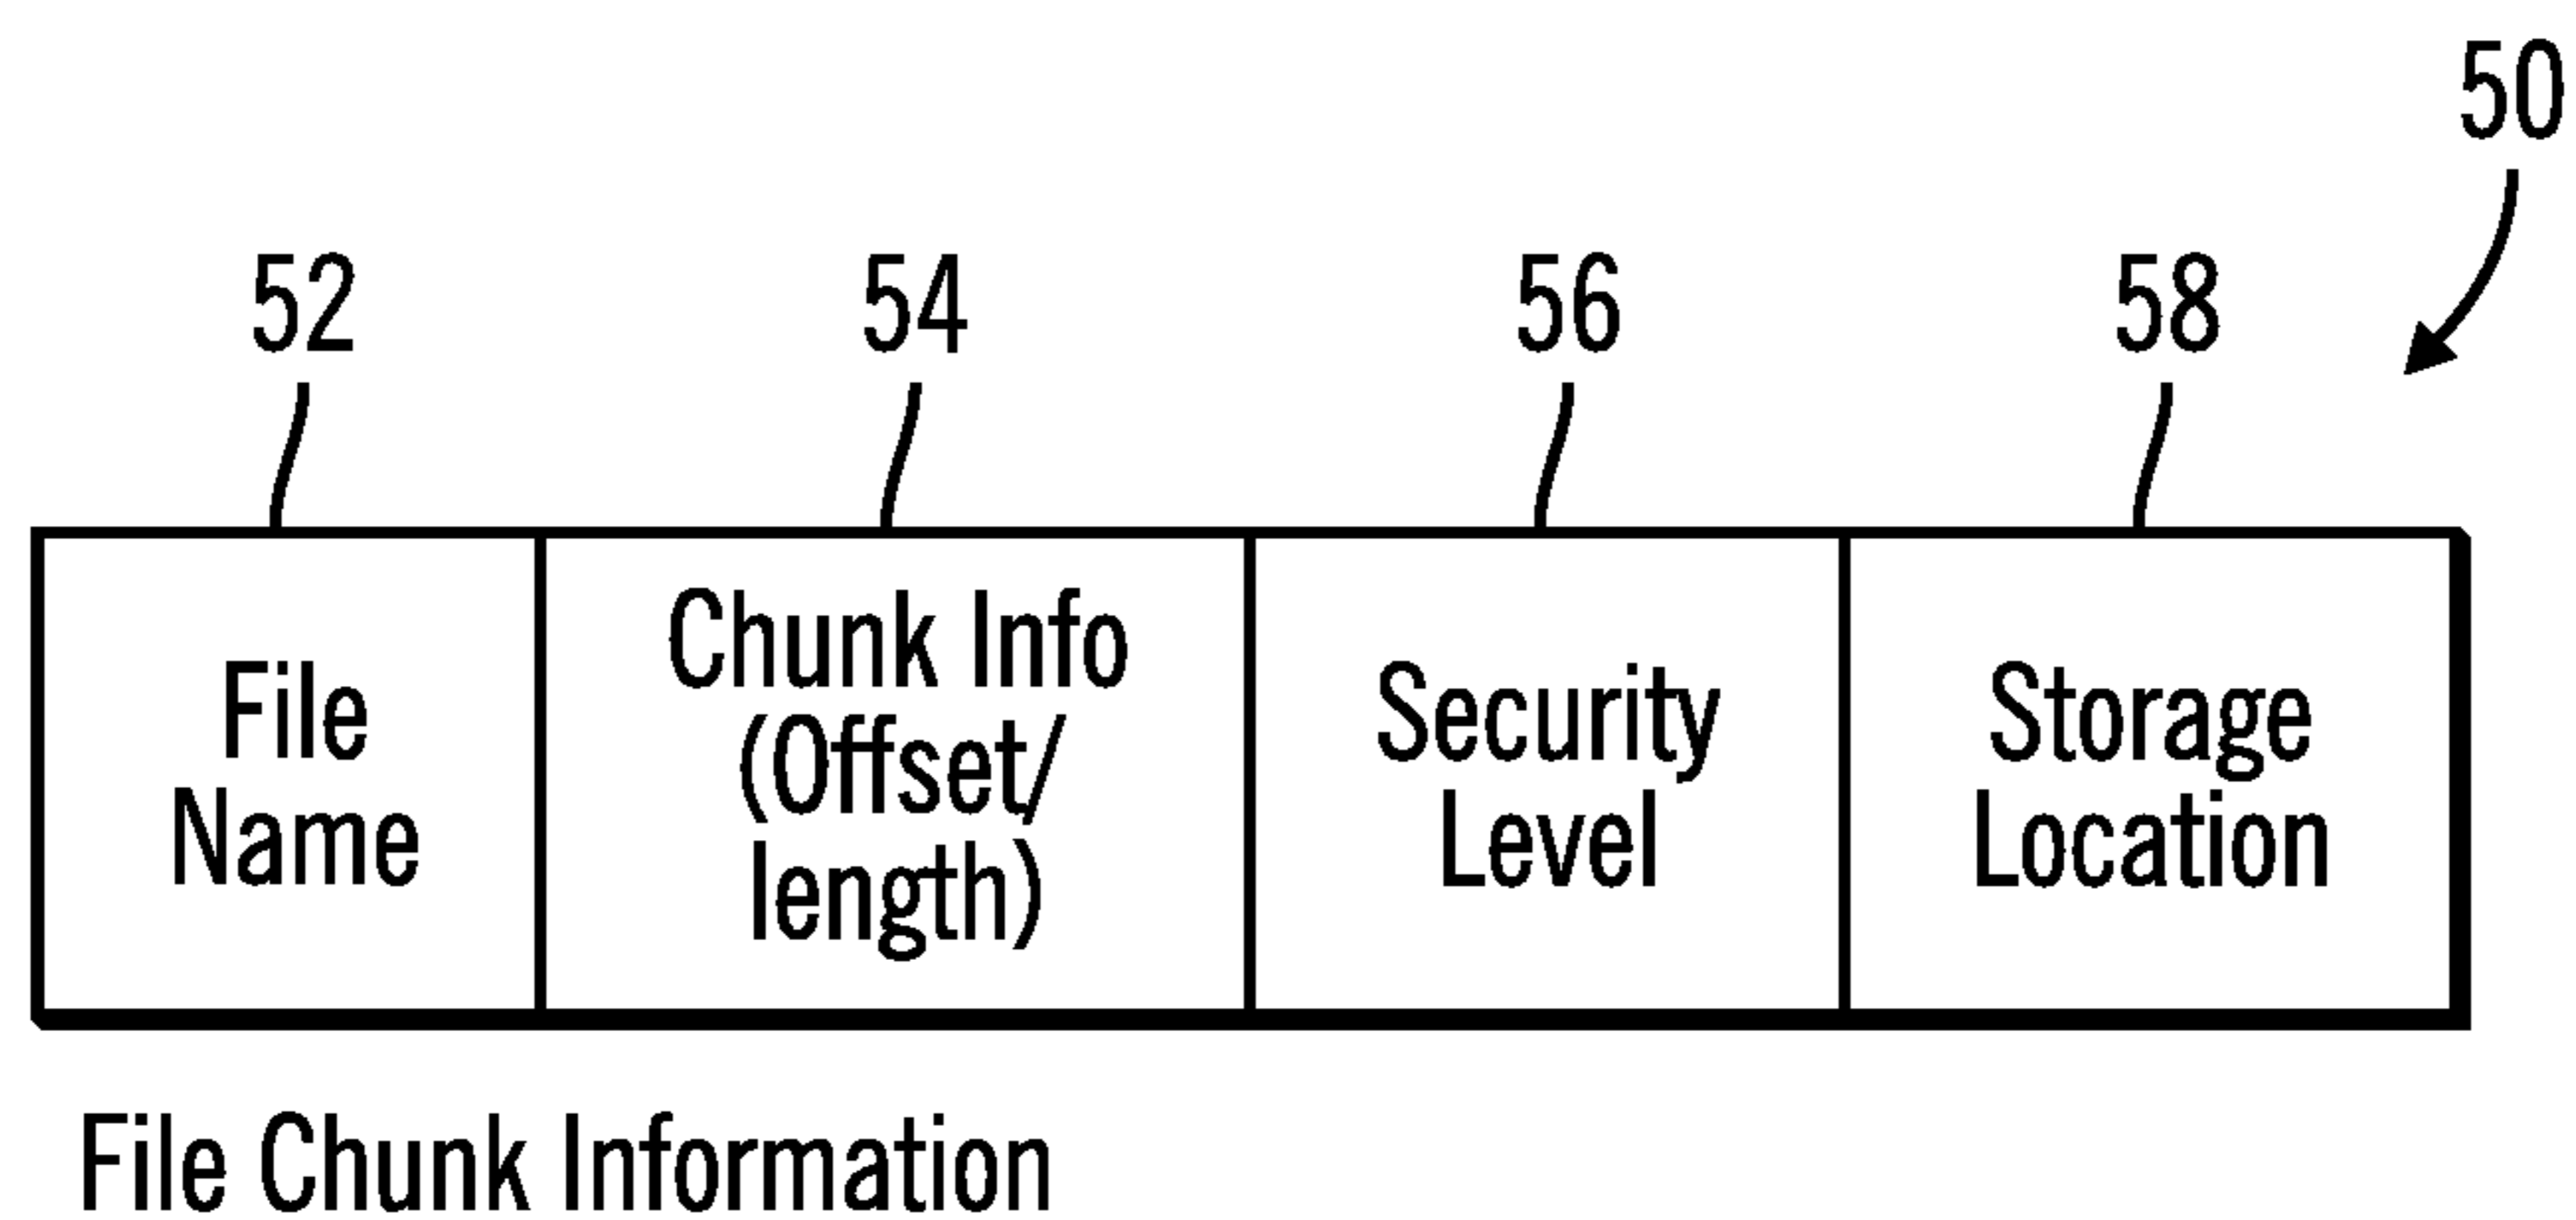 50
52 54 56 58
File
Name
Chunk Info
(Offset/
length)
Security
Level
Storage
Location
File Chunk Information